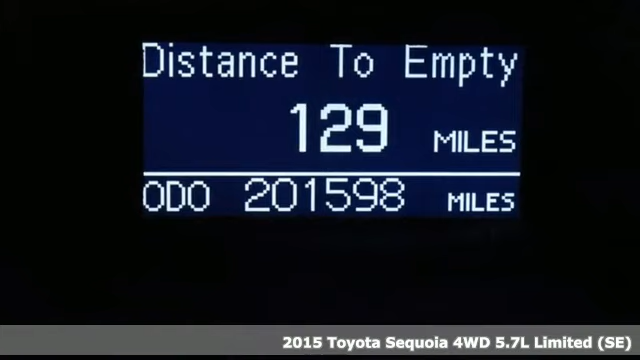 Distance To Empty
129 MILES
ODO 201598 MILES
2015 Toyota Sequoia 4WD 5.7L Limited (SE)